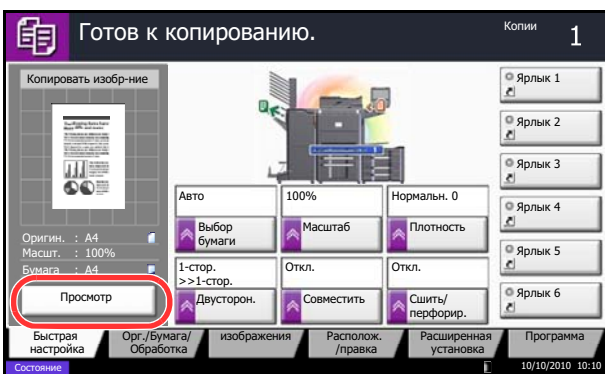 Готов к копированию.
Копии
1
Копировать изобр-ние
Оригин. : A4
Масшт. : 100%
Бумага : A4
Просмотр
Авто
Выбор
бумаги
100%
Масштаб
Нормальн. 0
Плотность
1-стор.
>>1-стор.
Двусторон.
Откл.
Совместить
Откл.
Сшить/
перфорир.
Ярлык 1
Ярлык 2
Ярлык 3
Ярлык 4
Ярлык 5
Ярлык 6
Быстрая
настройка
Орг./Бумага/
Обработка
изображения
Располож.
/правка
Расширенная
установка
Программа
Состояние
10/10/2010 10:10